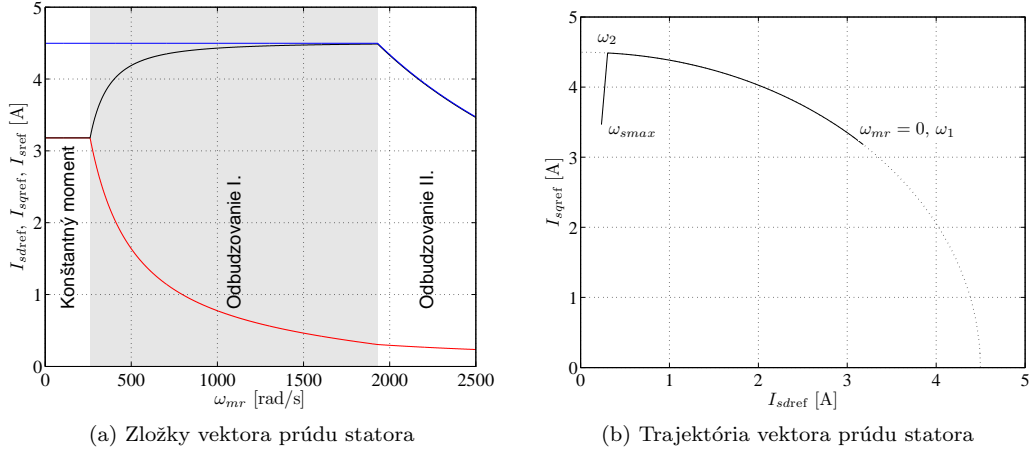 5
4
3
2
1
0
0
500
1000
1500
2000
2500
I_sdref, I_sqref, I_sref [A]
Konštantný moment
Odbudzovanie I.
Odbudzovanie II.
ω_mr [rad/s]
(a) Zložky vektora prúdu statora
5
4
3
2
1
0
0
1
2
3
4
5
I_sqref [A]
ω_2
ω_smax
ω_mr = 0, ω_1
I_sdref [A]
(b) Trajektória vektora prúdu statora